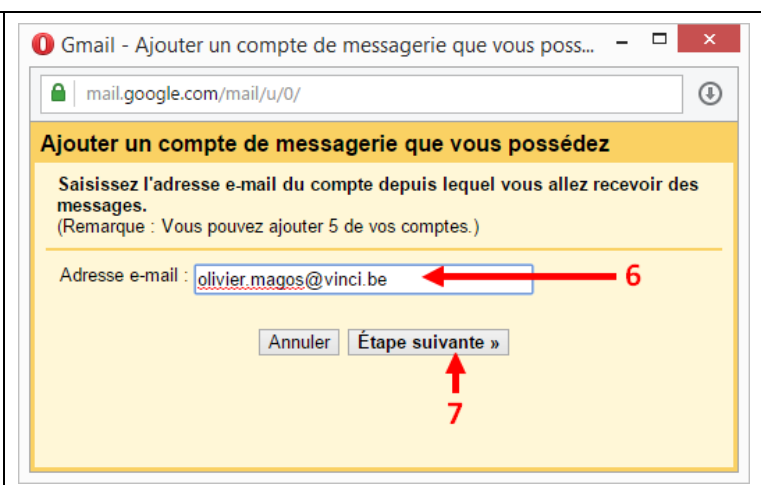 Gmail - Ajouter un compte de messagerie que vous poss...
mail.google.com/mail/u/0/
Ajouter un compte de messagerie que vous possédez
Saisissez l'adresse e-mail du compte depuis lequel vous allez recevoir des
messages.
(Remarque : Vous pouvez ajouter 5 de vos comptes.)
Adresse e-mail : olivier.magos@vinci.be 6
Annuler Étape suivante »
7